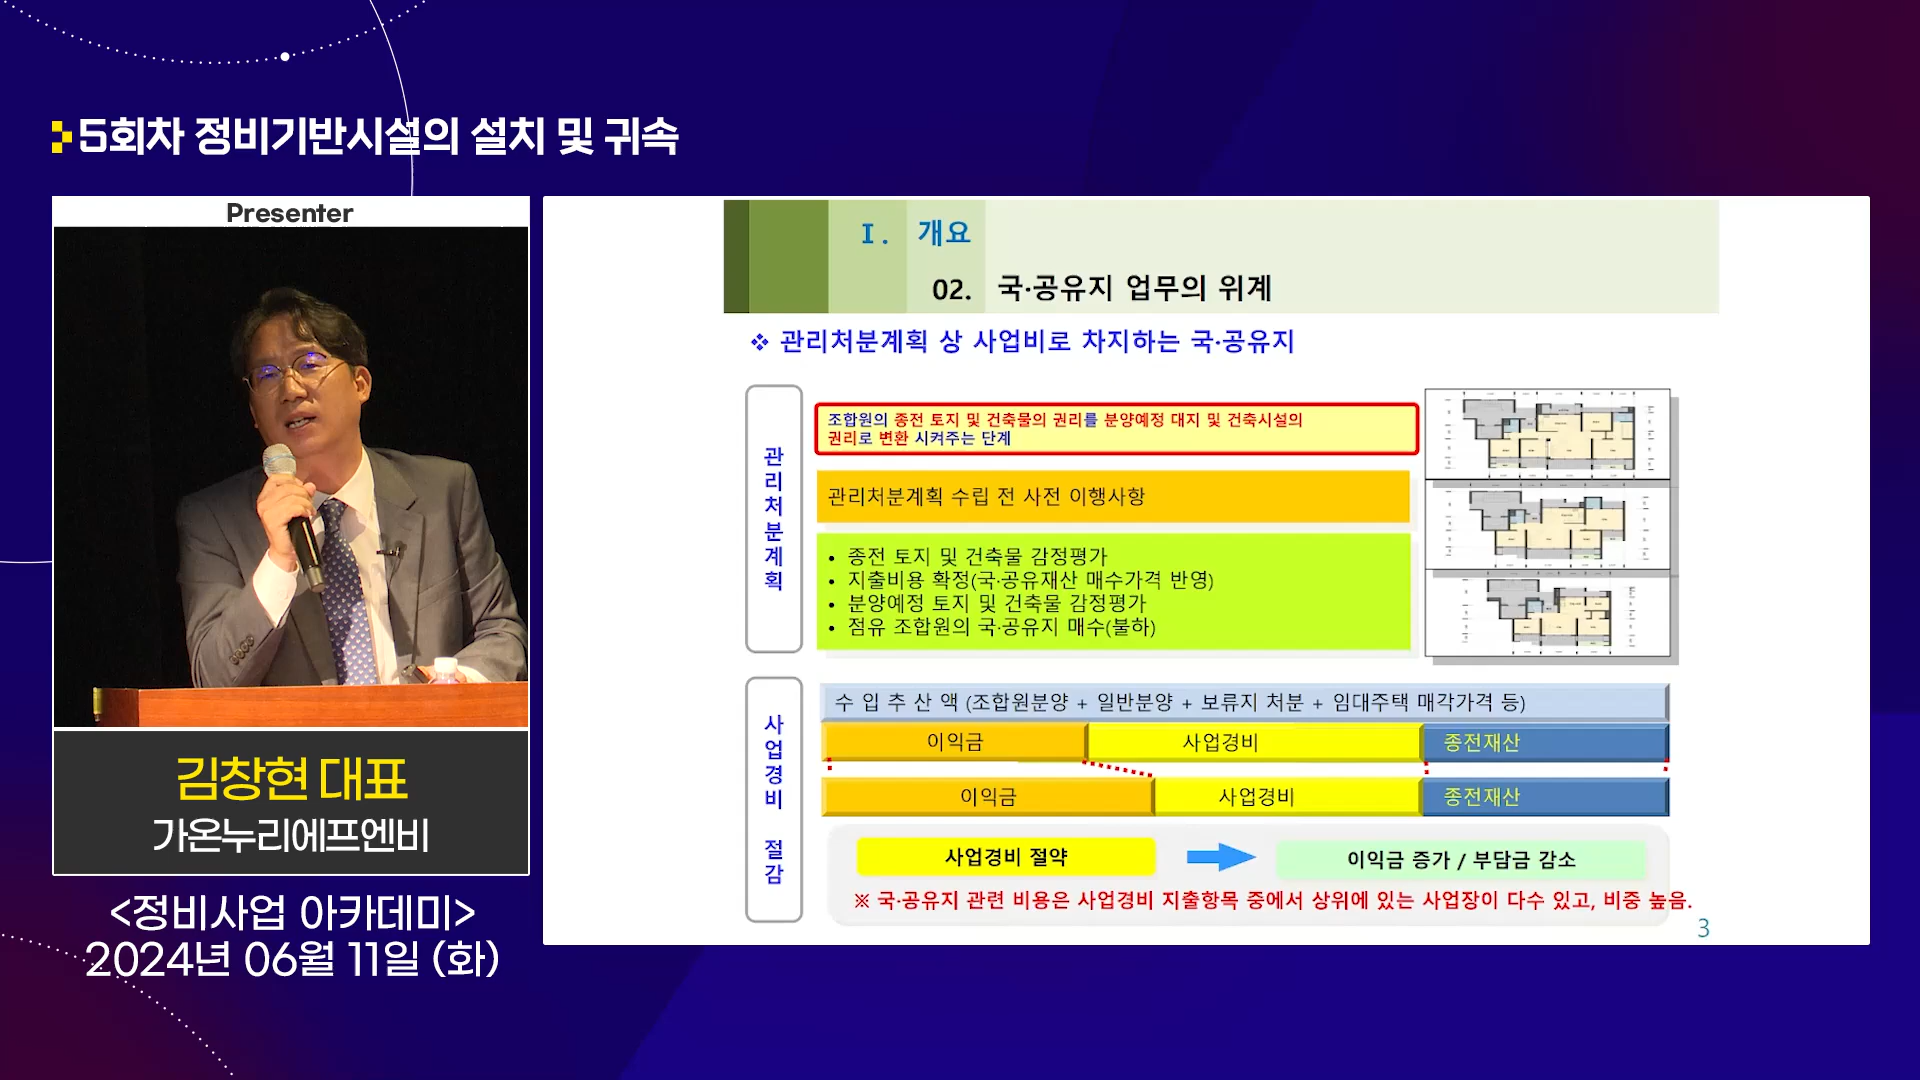 5회차 정비기반시설의 설치 및 귀속
Presenter
김창현 대표
가온누리에프엔비
<정비사업 아카데미>
2024년 06월 11일 (화)
I. 개요
02. 국·공유지 업무의 위계
❖ 관리처분계획 상 사업비로 차지하는 국·공유지
관리처분계획
조합원의 종전 토지 및 건축물의 권리를 분양예정 대지 및 건축시설의
권리로 변환 시켜주는 단계
관리처분계획 수립 전 사전 이행사항
• 종전 토지 및 건축물 감정평가
• 지출비용 확정(국·공유재산 매수가격 반영)
• 분양예정 토지 및 건축물 감정평가
• 점유 조합원의 국·공유지 매수(불하)
사업경비 절감
수 입 추 산 액 (조합원분양 + 일반분양 + 보류지 처분 + 임대주택 매각가격 등)
이익금 사업경비 종전재산
이익금 사업경비 종전재산
사업경비 절약
이익금 증가 / 부담금 감소
※ 국·공유지 관련 비용은 사업경비 지출항목 중에서 상위에 있는 사업장이 다수 있고, 비중 높음.
3